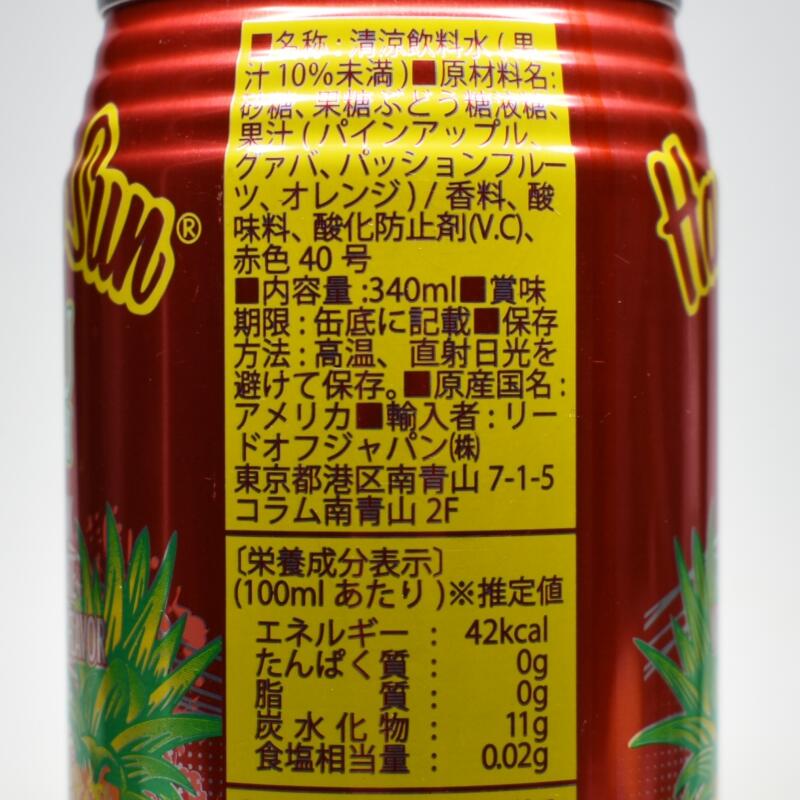 Sun®
■名称:清涼飲料水(果
汁10%未満)■原材料名:
砂糖、果糖ぶどう糖液糖、
果汁(パインアップル、
グァバ、パッションフルー
ツ、オレンジ)/香料、酸
味料、酸化防止剤(V.C)、
赤色40号
■内容量:340ml■賞味
期限:缶底に記載■保存
方法:高温、直射日光を
避けて保存。■原産国名:
アメリカ■輸入者:リー
ドオフジャパン㈱
東京都港区南青山7-1-5
コラム南青山2F
〔栄養成分表示〕
(100mlあたり)※推定値
エネルギー : 42kcal
たんぱく質 : 0g
脂質 : 0g
炭水化物 : 11g
食塩相当量 : 0.02g
Ha